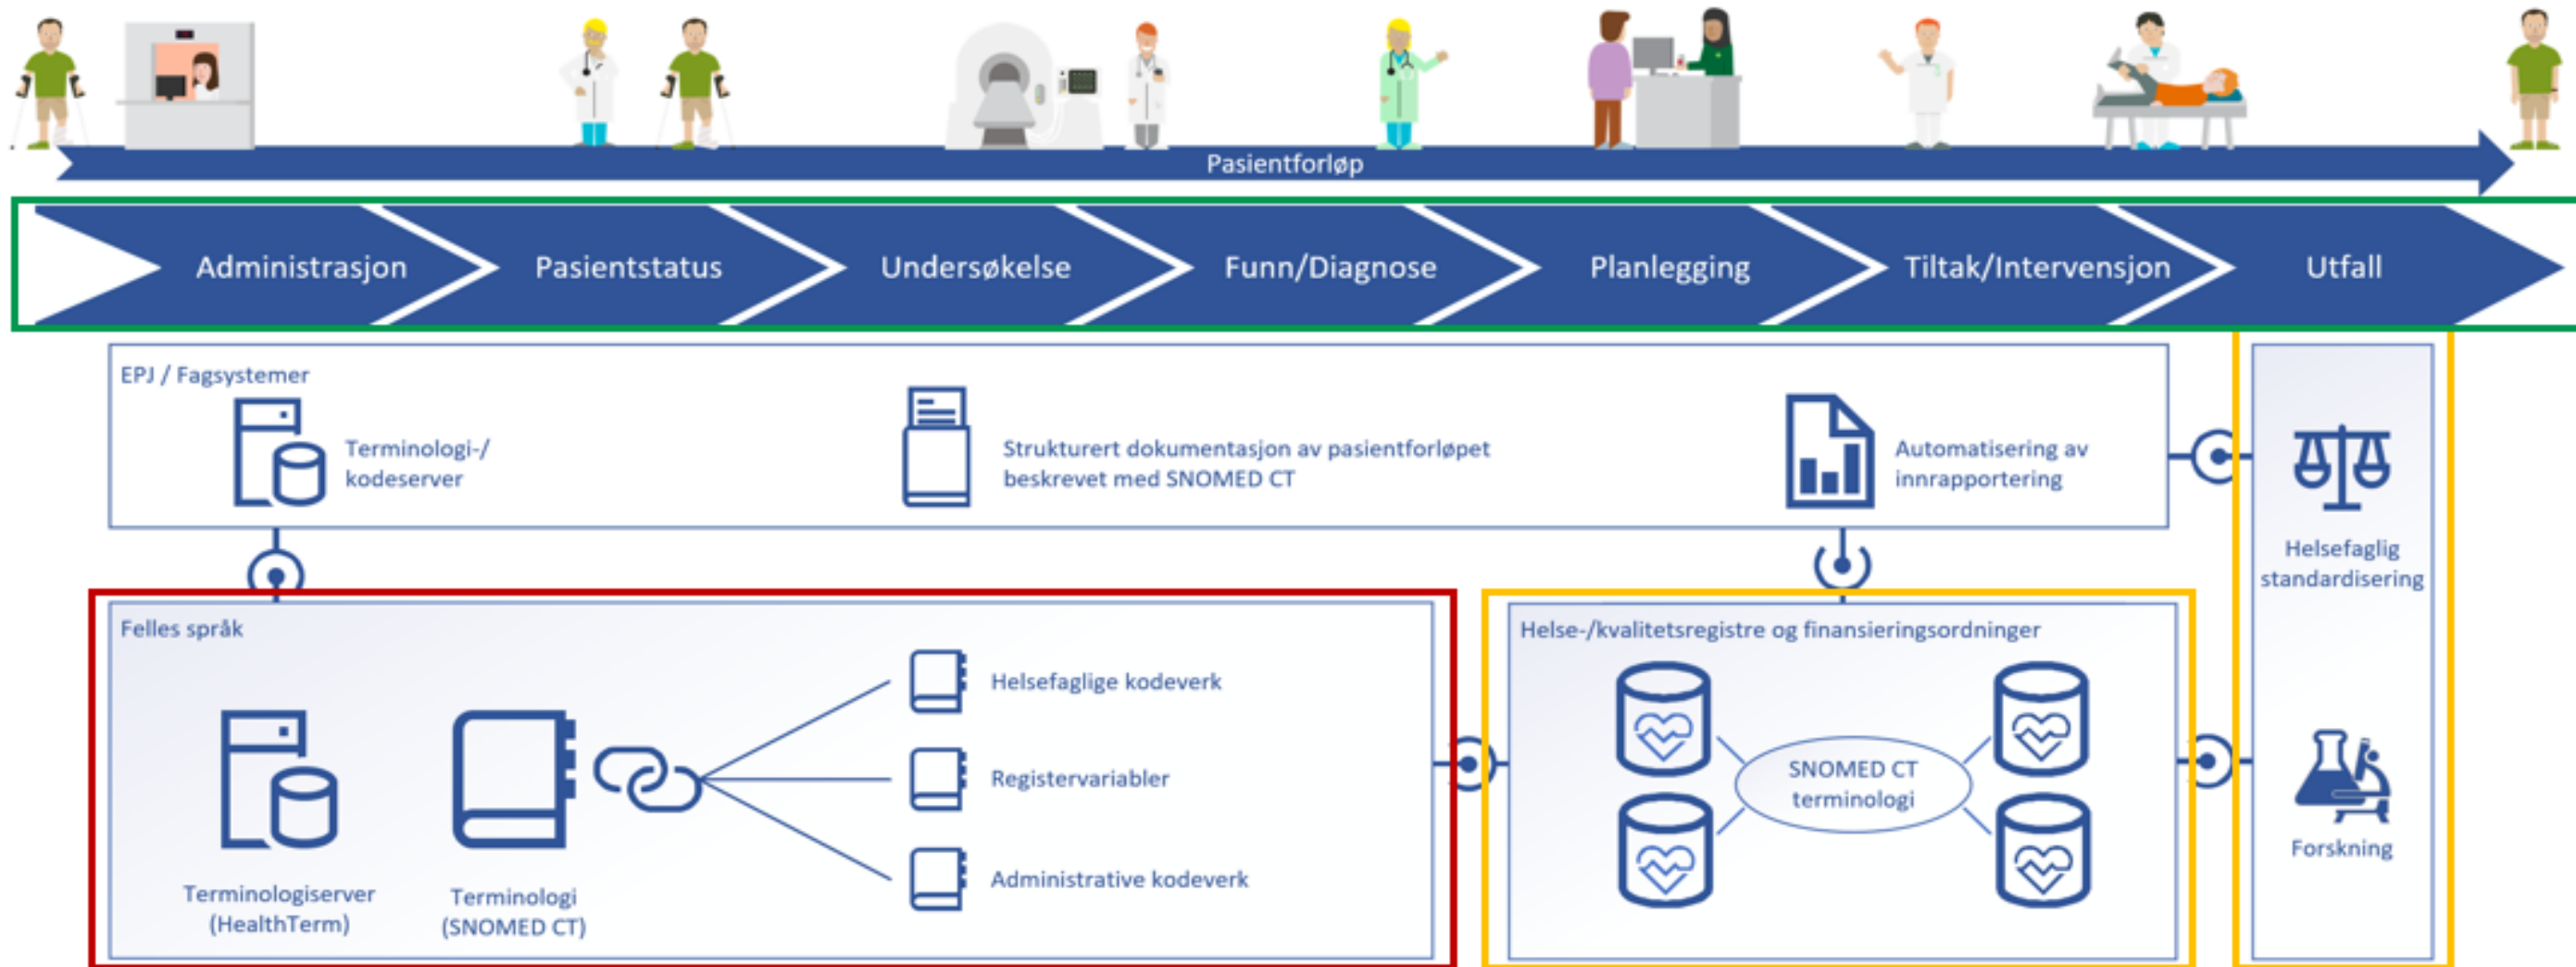 Pasientforløp
Administrasjon
Pasientstatus
Undersøkelse
Funn/Diagnose
Planlegging
Tiltak/Intervensjon
Utfall
EPJ / Fagsystemer
Terminologi-/
kodeserver
Strukturert dokumentasjon av pasientforløpet
beskrevet med SNOMED CT
Automatisering av
innrapportering
Helsefaglig
standardisering
Forskning
Felles språk
Terminologiserver
(HealthTerm)
Terminologi
(SNOMED CT)
Helsefaglige kodeverk
Registervariabler
Administrative kodeverk
Helse-/kvalitetsregistre og finansieringsordninger
SNOMED CT
terminologi